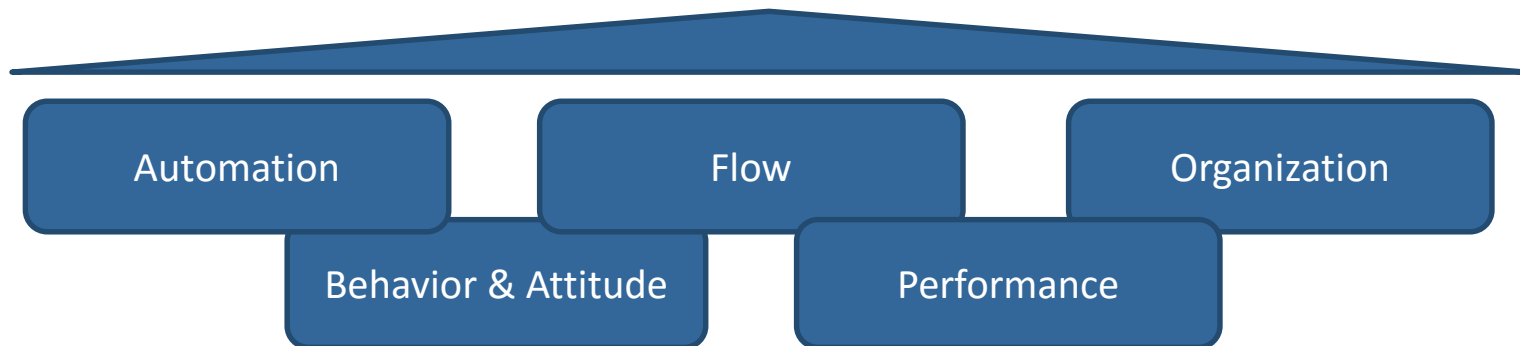 Automation
Flow
Organization
Behavior & Attitude
Performance